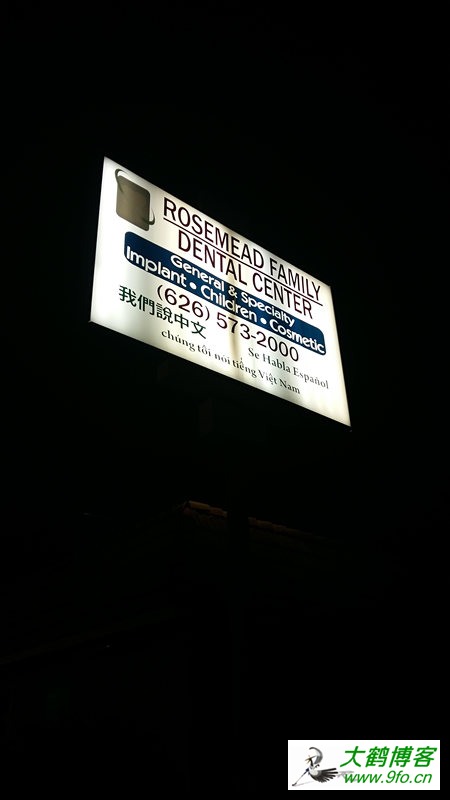 ROSEMEAD FAMILY
DENTAL CENTER
General & Specialty
Implant • Children • Cosmetic
(626) 573-2000
我們說中文
Se Habla Español
chúng tôi nói tiếng Việt Nam
大鹤博客
www.9fo.cn